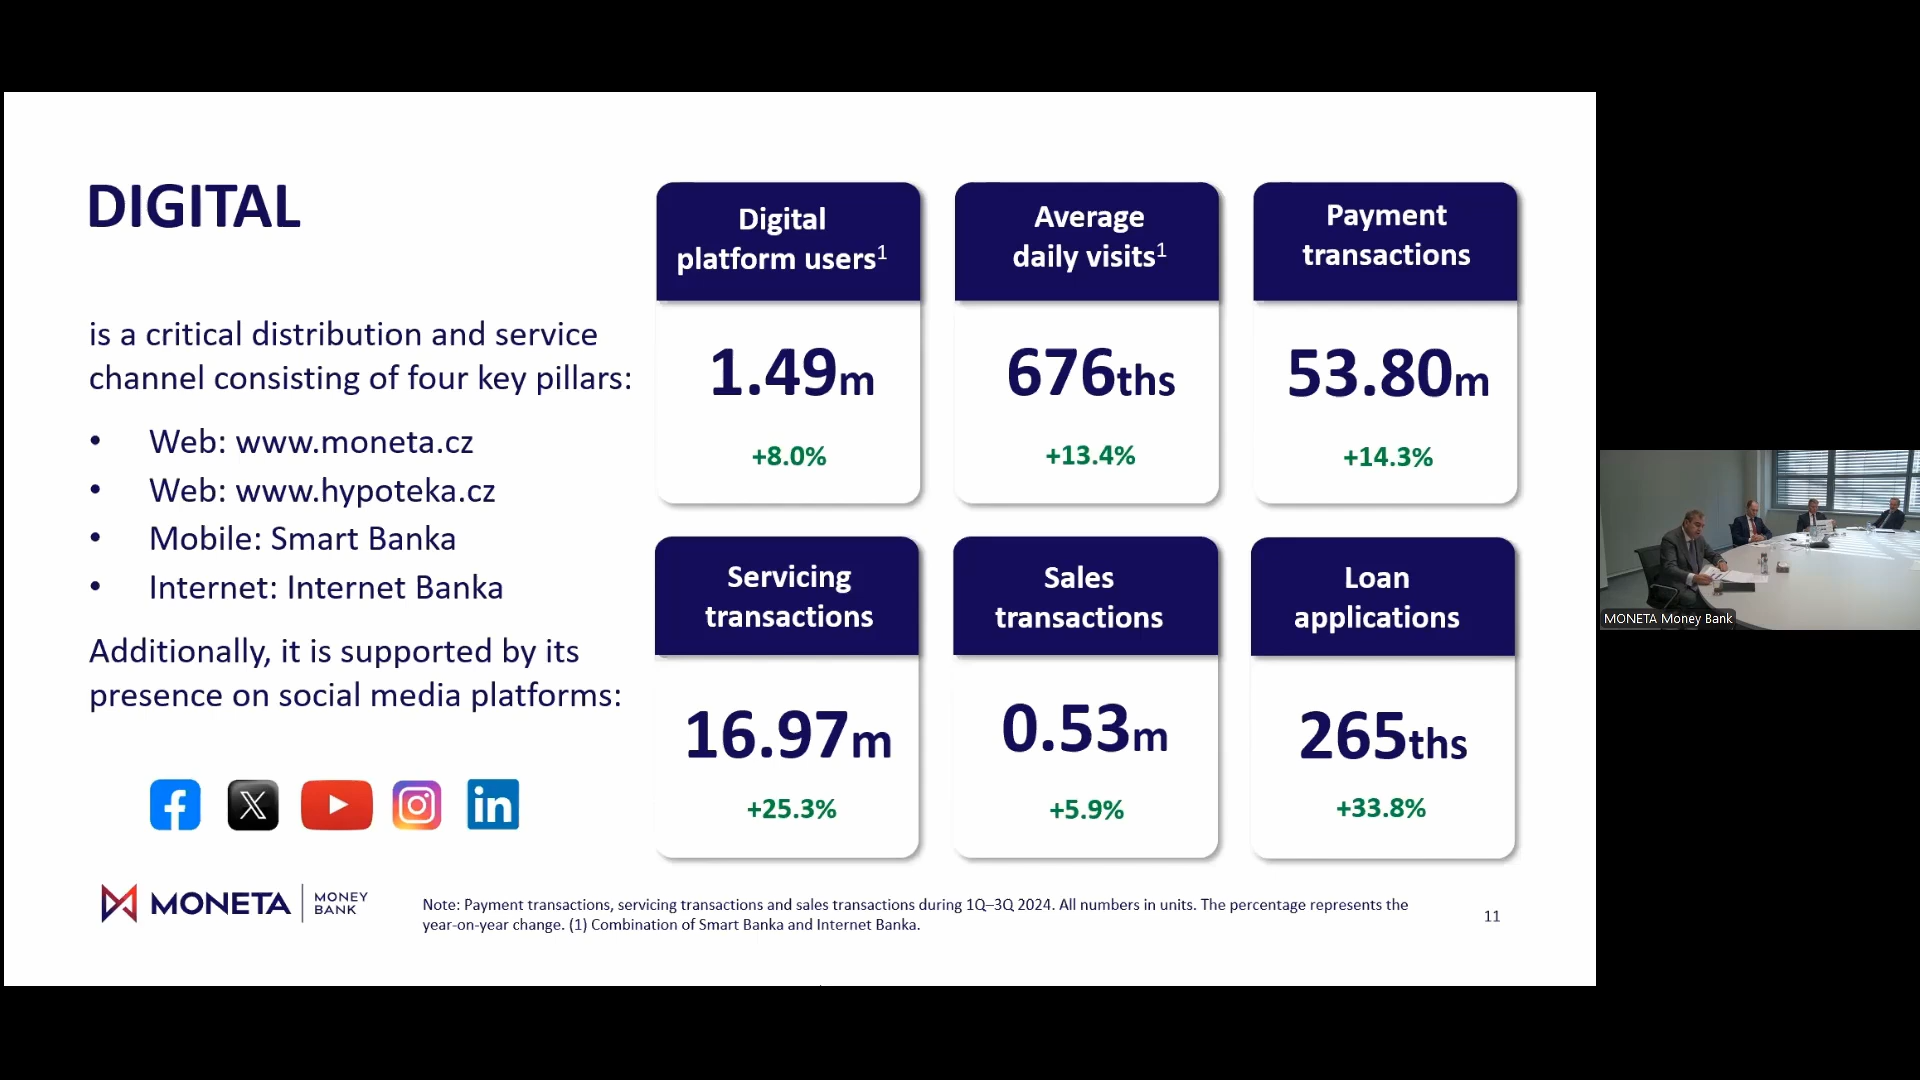 DIGITAL
is a critical distribution and service
channel consisting of four key pillars:
• Web: www.moneta.cz
• Web: www.hypoteka.cz
• Mobile: Smart Banka
• Internet: Internet Banka
Additionally, it is supported by its
presence on social media platforms:
Digital
platform users¹
1.49m
+8.0%
Average
daily visits¹
676ths
+13.4%
Payment
transactions
53.80m
+14.3%
Servicing
transactions
16.97m
+25.3%
Sales
transactions
0.53m
+5.9%
Loan
applications
265ths
+33.8%
MONETA
MONEY
BANK
Note: Payment transactions, servicing transactions and sales transactions during 1Q–3Q 2024. All numbers in units. The percentage represents the
year-on-year change. (1) Combination of Smart Banka and Internet Banka.
11
MONETA Money Bank